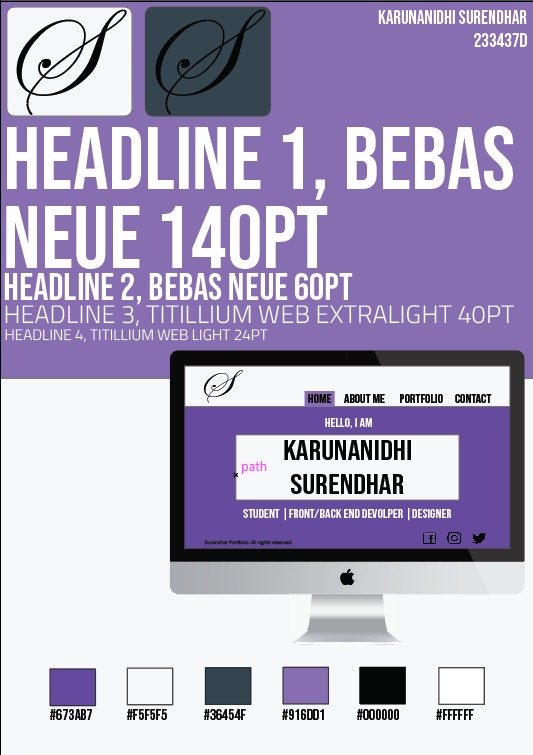 S
S
KARUNANIDHI SURENDHAR
233437D
HEADLINE 1, BEBAS
NEUE 140PT
HEADLINE 2, BEBAS NEUE 60PT
HEADLINE 3, TITILLIUM WEB EXTRALIGHT 40PT
HEADLINE 4, TITILLIUM WEB LIGHT 24PT
S
HOME ABOUT ME PORTFOLIO CONTACT
HELLO, I AM
KARUNANIDHI
path
SURENDHAR
STUDENT | FRONT/BACK END DEVOLPER | DESIGNER
Surendhar Portfolio. All rights reserved
#673AB7 #F5F5F5 #36454F #916DD1 #000000 #FFFFFF